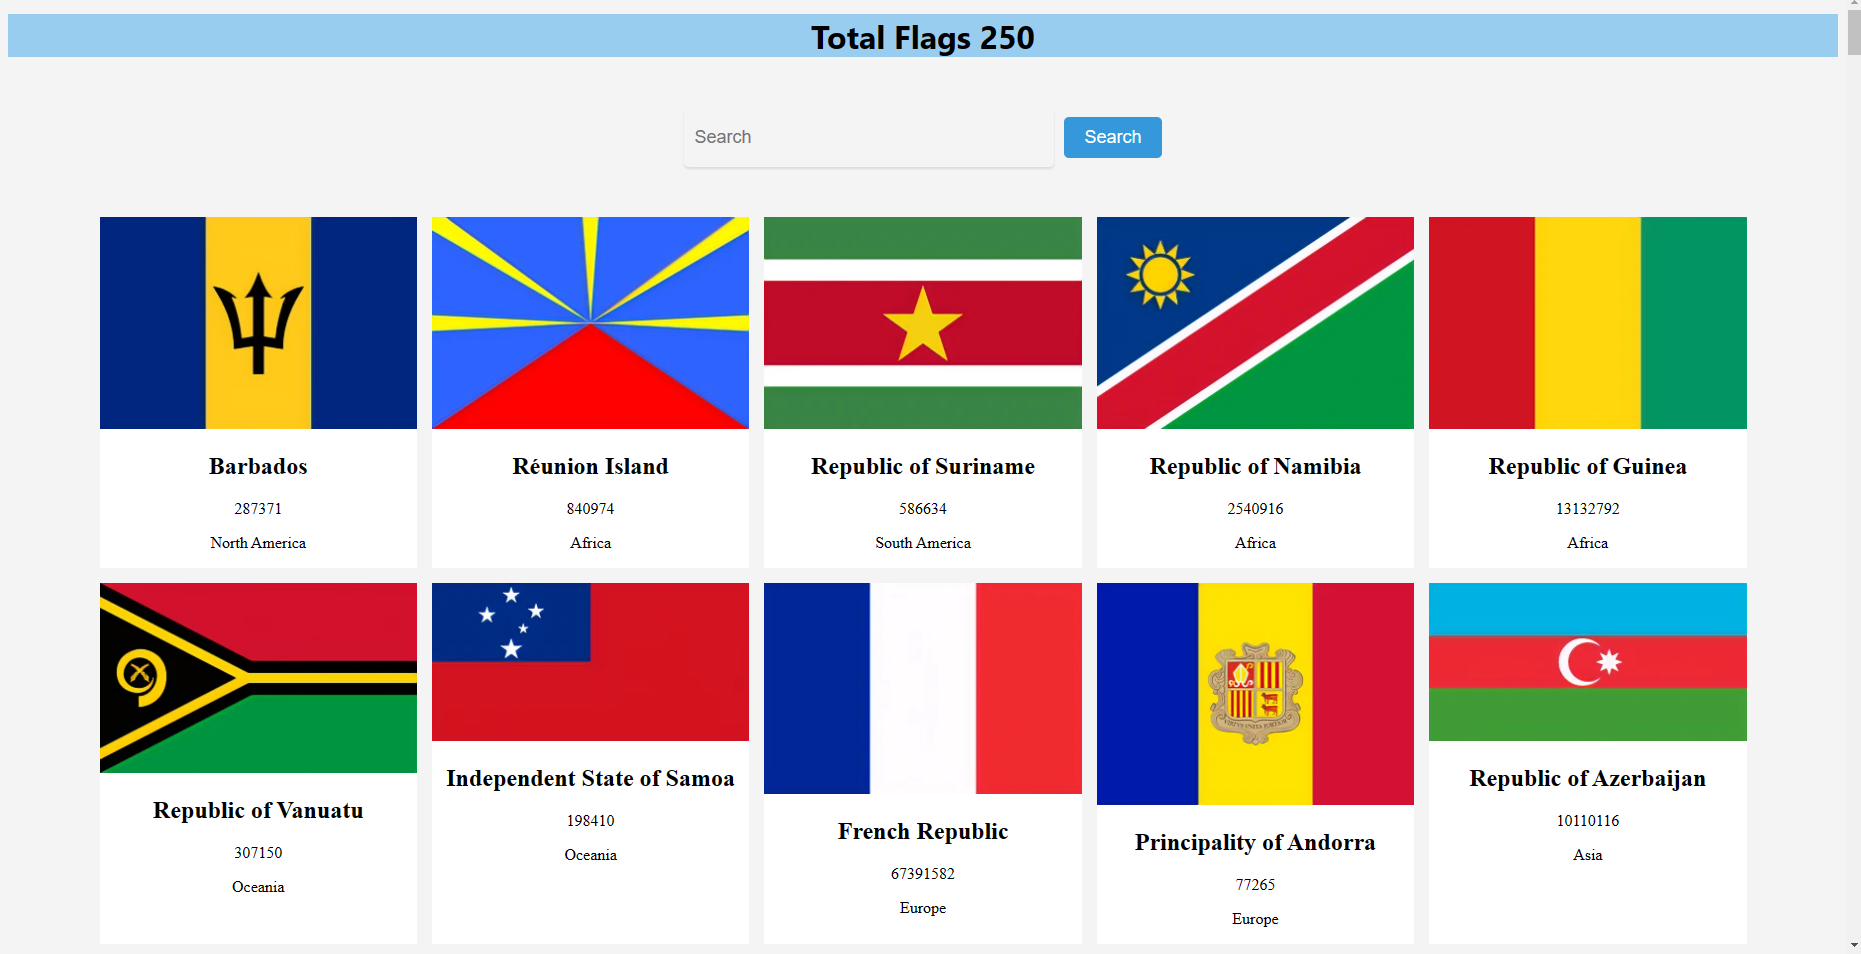 Total Flags 250
Search
Search
Barbados
287371
North America
Réunion Island
840974
Africa
Republic of Suriname
586634
South America
Republic of Namibia
2540916
Africa
Republic of Guinea
13132792
Africa
Republic of Vanuatu
307150
Oceania
Independent State of Samoa
198410
Oceania
French Republic
67391582
Europe
Principality of Andorra
77265
Europe
Republic of Azerbaijan
10110116
Asia